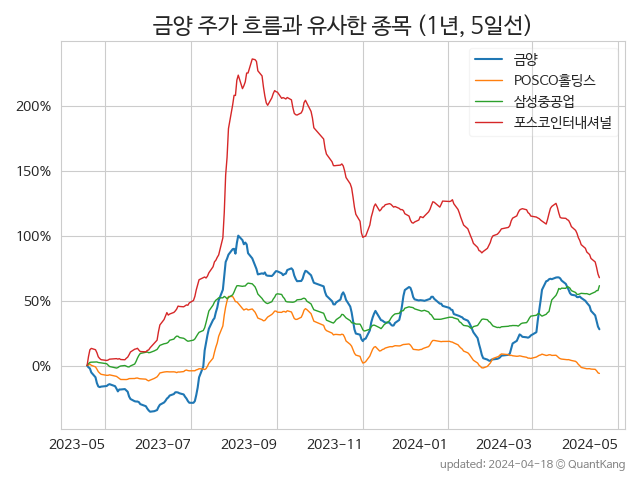 금양 주가 흐름과 유사한 종목 (1년, 5일선)
금양
POSCO홀딩스
삼성중공업
포스코인터내셔널
200%
150%
100%
50%
0%
2023-05 2023-07 2023-09 2023-11 2024-01 2024-03 2024-05
updated: 2024-04-18 @ QuantKang